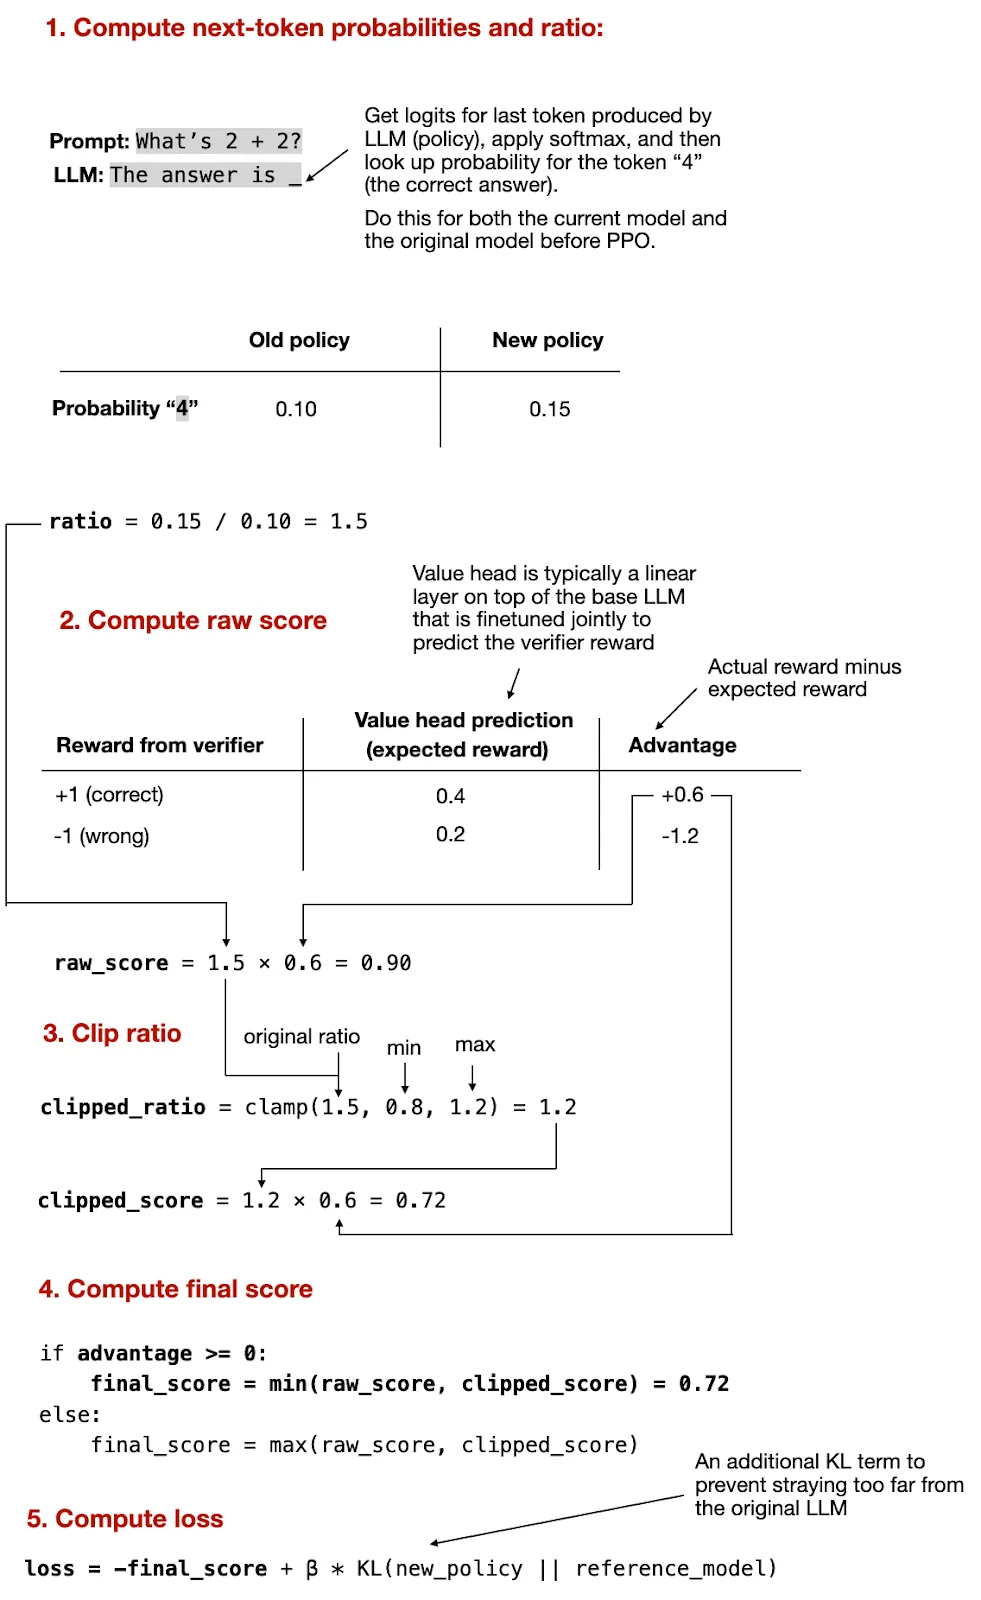 1. Compute next-token probabilities and ratio:
Prompt: What's 2 + 2?
LLM: The answer is _
Get logits for last token produced by
LLM (policy), apply softmax, and then
look up probability for the token “4”
(the correct answer).
Do this for both the current model and
the original model before PPO.
Old policy New policy
Probability “4” 0.10 0.15
ratio = 0.15 / 0.10 = 1.5
Value head is typically a linear
layer on top of the base LLM
that is finetuned jointly to
predict the verifier reward
2. Compute raw score
Actual reward minus
expected reward
Value head prediction
Reward from verifier (expected reward) Advantage
+1 (correct) 0.4 +0.6
-1 (wrong) 0.2 -1.2
raw_score = 1.5 × 0.6 = 0.90
3. Clip ratio
original ratio min max
clipped_ratio = clamp(1.5, 0.8, 1.2) = 1.2
clipped_score = 1.2 × 0.6 = 0.72
4. Compute final score
if advantage >= 0:
final_score = min(raw_score, clipped_score) = 0.72
else:
final_score = max(raw_score, clipped_score)
An additional KL term to
prevent straying too far from
the original LLM
5. Compute loss
loss = −final_score + β * KL(new_policy || reference_model)